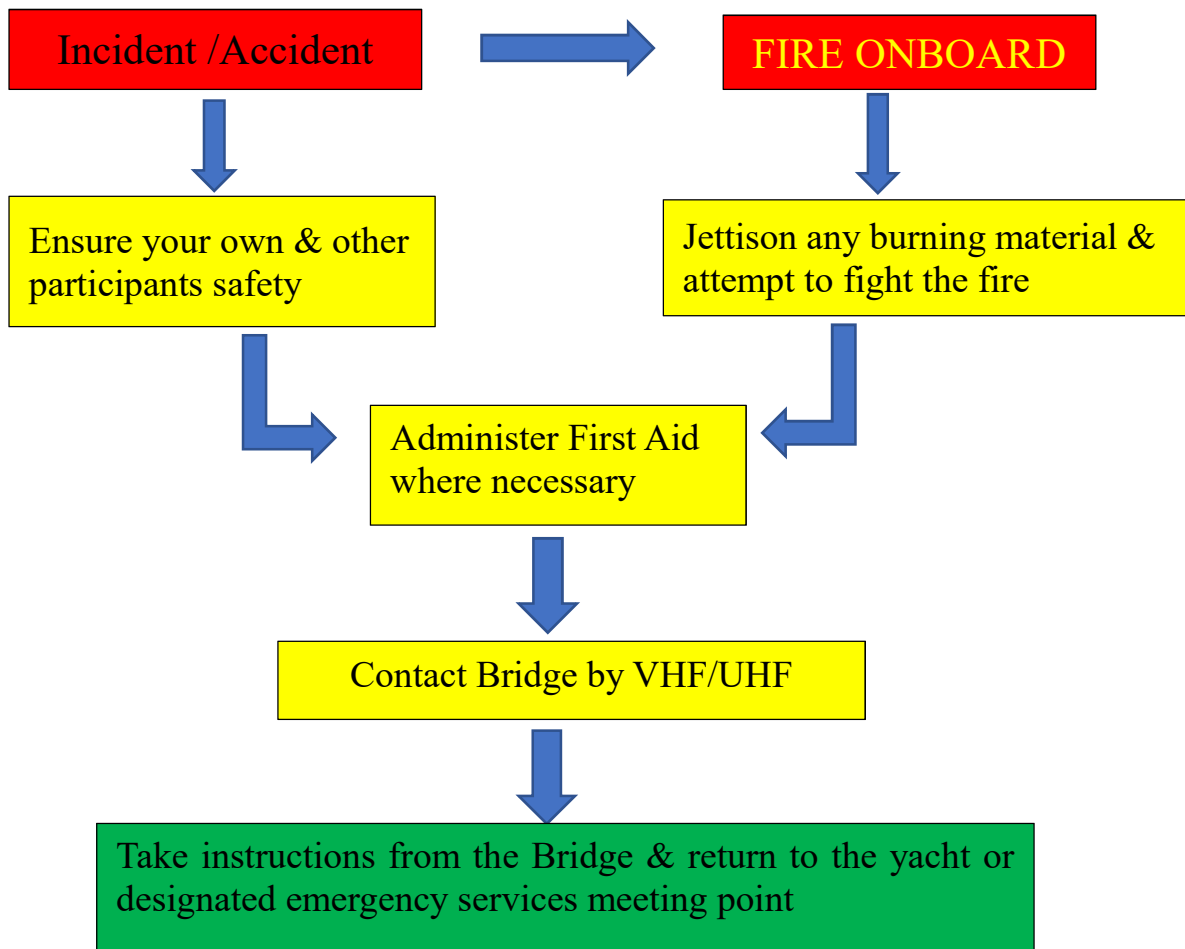 Incident /Accident
FIRE ONBOARD
Ensure your own & other
participants safety
Jettison any burning material &
attempt to fight the fire
Administer First Aid
where necessary
Contact Bridge by VHF/UHF
Take instructions from the Bridge & return to the yacht or
designated emergency services meeting point